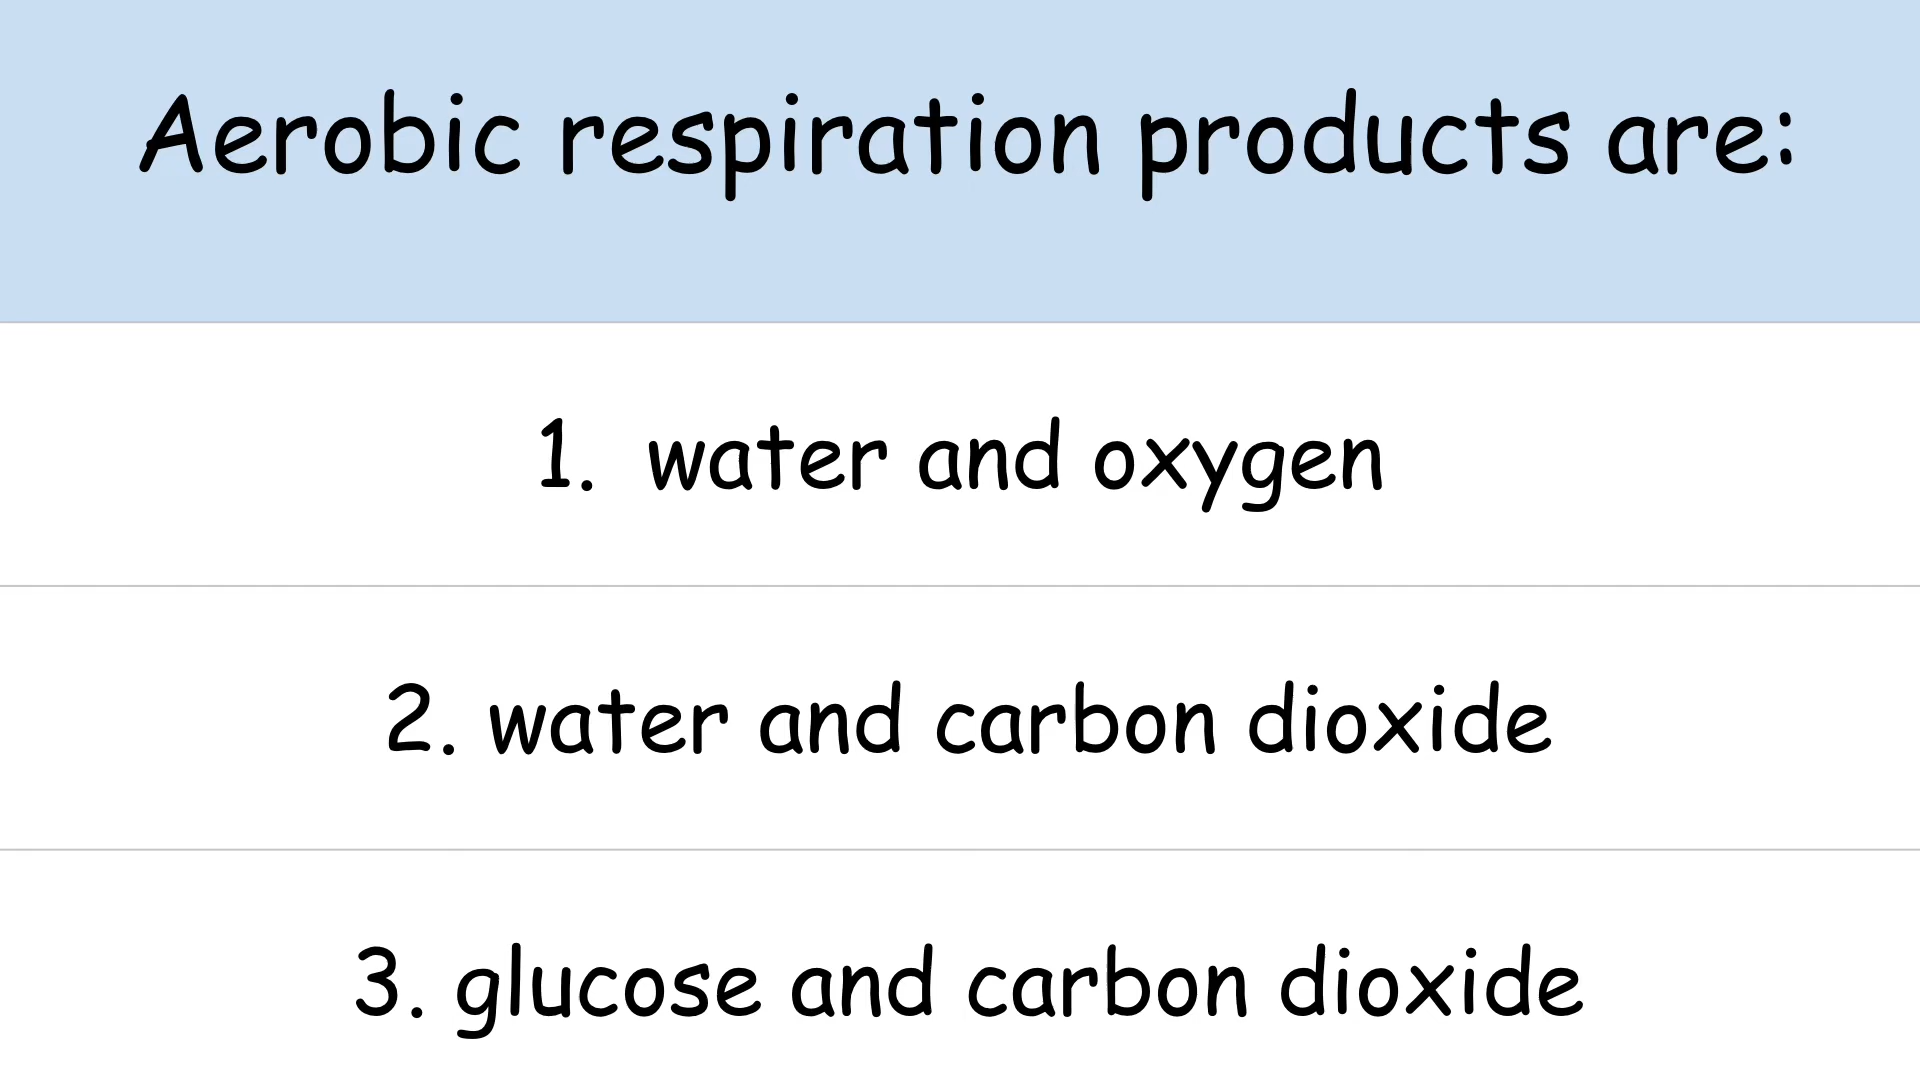 Aerobic respiration products are:
1. water and oxygen
2. water and carbon dioxide
3. glucose and carbon dioxide